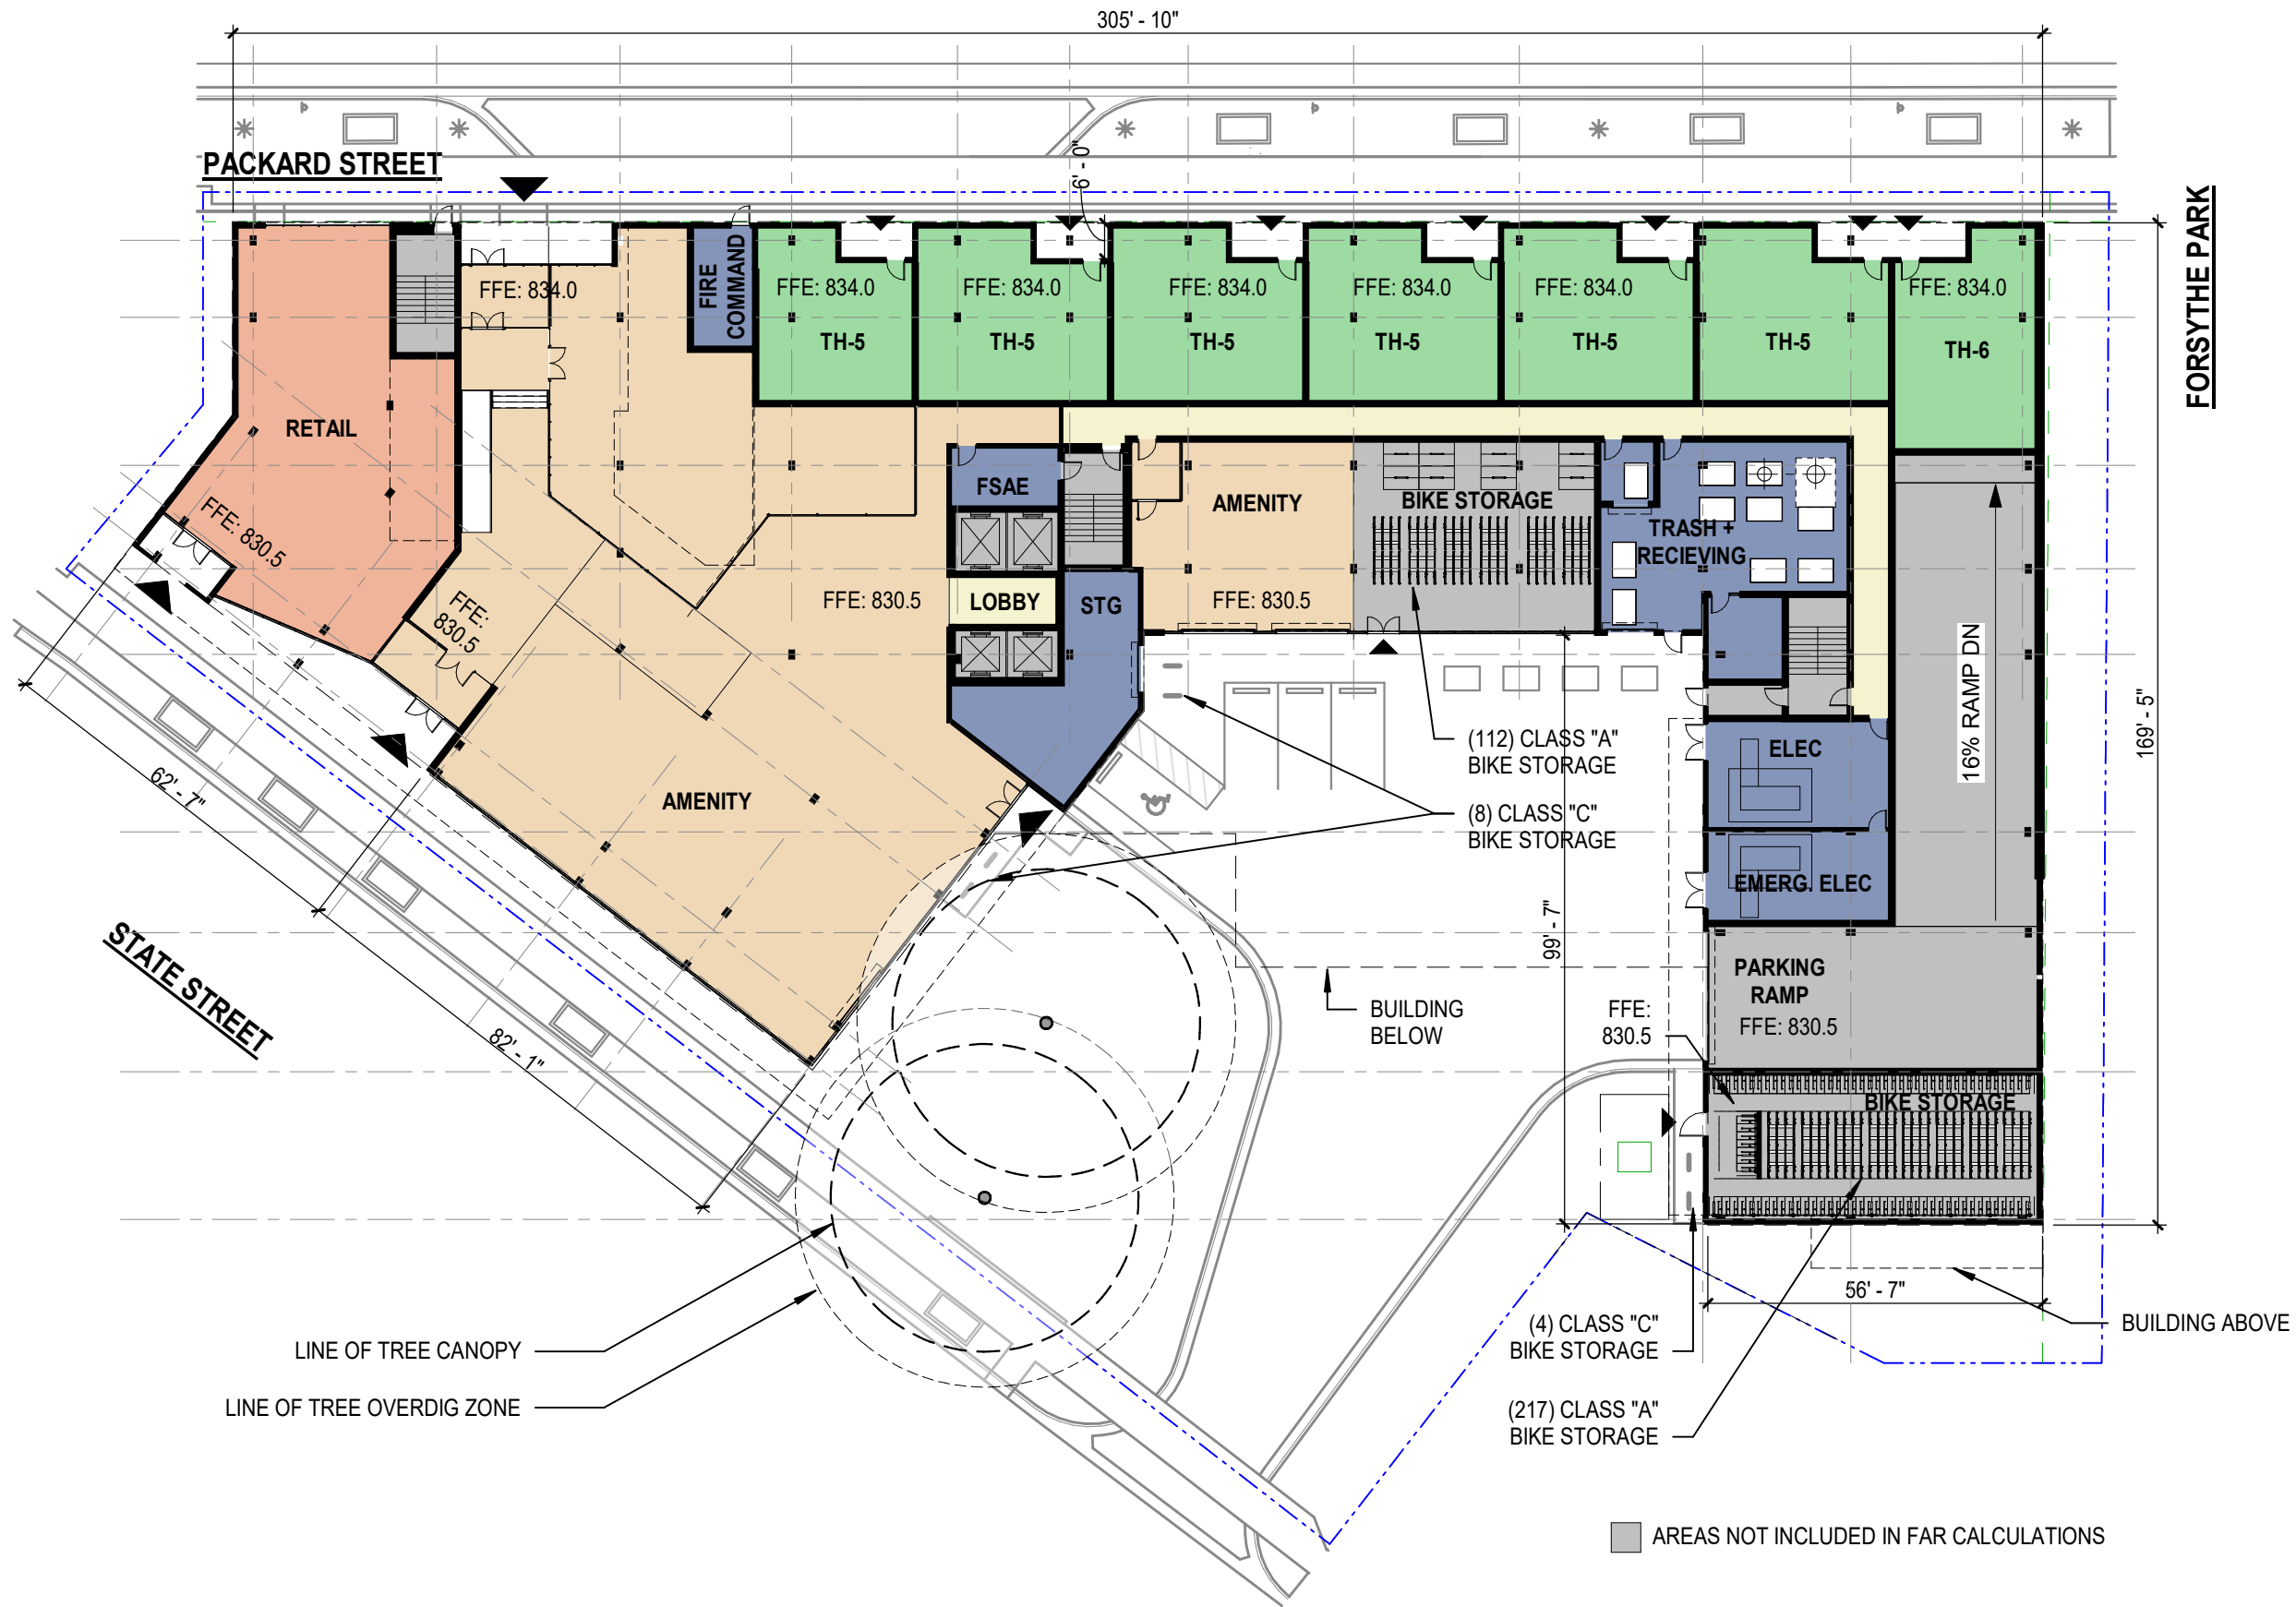 305' - 10"
PACKARD STREET
6' - 0"
FORSYTHE PARK
FIRE
COMMAND
FFE: 834.0
FFE: 834.0
FFE: 834.0
FFE: 834.0
FFE: 834.0
FFE: 834.0
FFE: 834.0
TH-5
TH-5
TH-5
TH-5
TH-5
TH-5
TH-6
RETAIL
FFE: 830.5
FSAE
AMENITY
BIKE STORAGE
TRASH +
RECIEVING
FFE:
830.5
FFE: 830.5
LOBBY
STG
FFE: 830.5
16% RAMP DN
169' - 5"
(112) CLASS "A"
BIKE STORAGE
ELEC
62' - 7"
AMENITY
(8) CLASS "C"
BIKE STORAGE
EMERG. ELEC
99' - 7"
STATE STREET
82' - 1"
PARKING
RAMP
FFE: 830.5
BUILDING
BELOW
FFE:
830.5
BIKE STORAGE
56' - 7"
BUILDING ABOVE
(4) CLASS "C"
BIKE STORAGE
LINE OF TREE CANOPY
LINE OF TREE OVERDIG ZONE
(217) CLASS "A"
BIKE STORAGE
AREAS NOT INCLUDED IN FAR CALCULATIONS